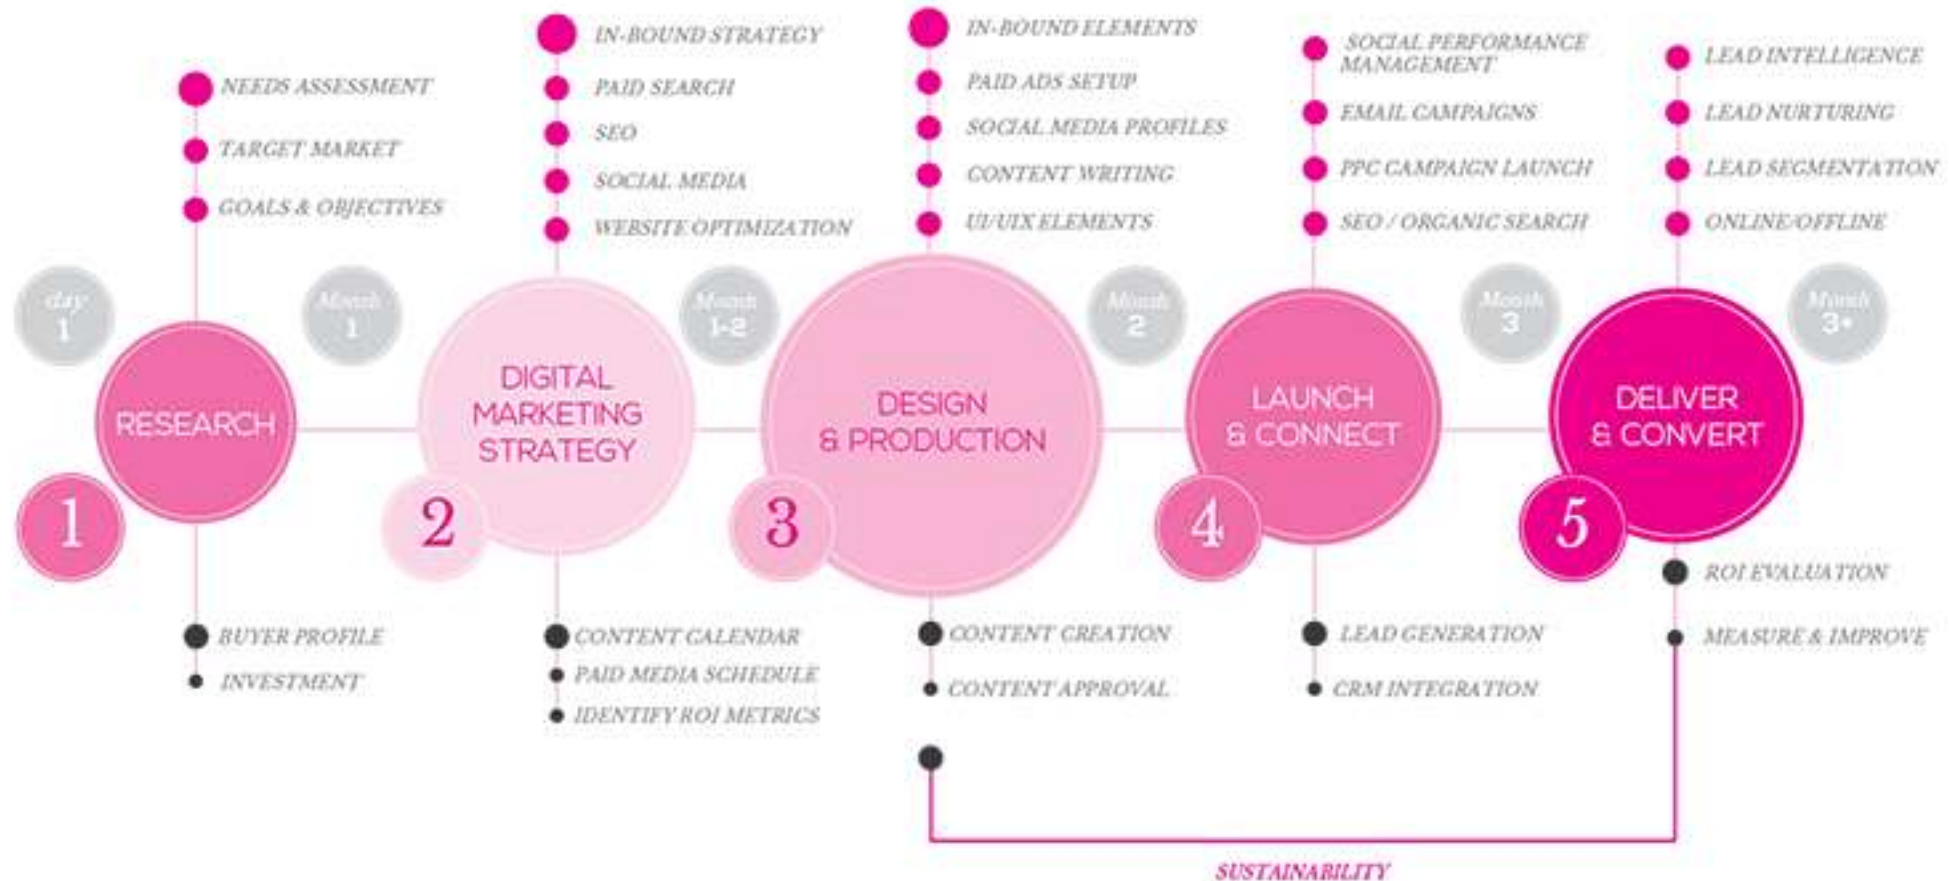 NEEDS ASSESSMENT
TARGET MARKET
GOALS & OBJECTIVES
day
1
RESEARCH
1
BUYER PROFILE
INVESTMENT
Month
1
IN-BOUND STRATEGY
PAID SEARCH
SEO
SOCIAL MEDIA
WEBSITE OPTIMIZATION
DIGITAL
MARKETING
STRATEGY
2
CONTENT CALENDAR
PAID MEDIA SCHEDULE
IDENTIFY ROI METRICS
Month
1-2
IN-BOUND ELEMENTS
PAID ADS SETUP
SOCIAL MEDIA PROFILES
CONTENT WRITING
UI/UIX ELEMENTS
DESIGN
& PRODUCTION
3
CONTENT CREATION
CONTENT APPROVAL
Month
2
SOCIAL PERFORMANCE
MANAGEMENT
EMAIL CAMPAIGNS
PPC CAMPAIGN LAUNCH
SEO / ORGANIC SEARCH
LAUNCH
& CONNECT
4
LEAD GENERATION
CRM INTEGRATION
Month
3
LEAD INTELLIGENCE
LEAD NURTURING
LEAD SEGMENTATION
ONLINE/OFFLINE
DELIVER
& CONVERT
5
ROI EVALUATION
MEASURE & IMPROVE
Month
3+
SUSTAINABILITY